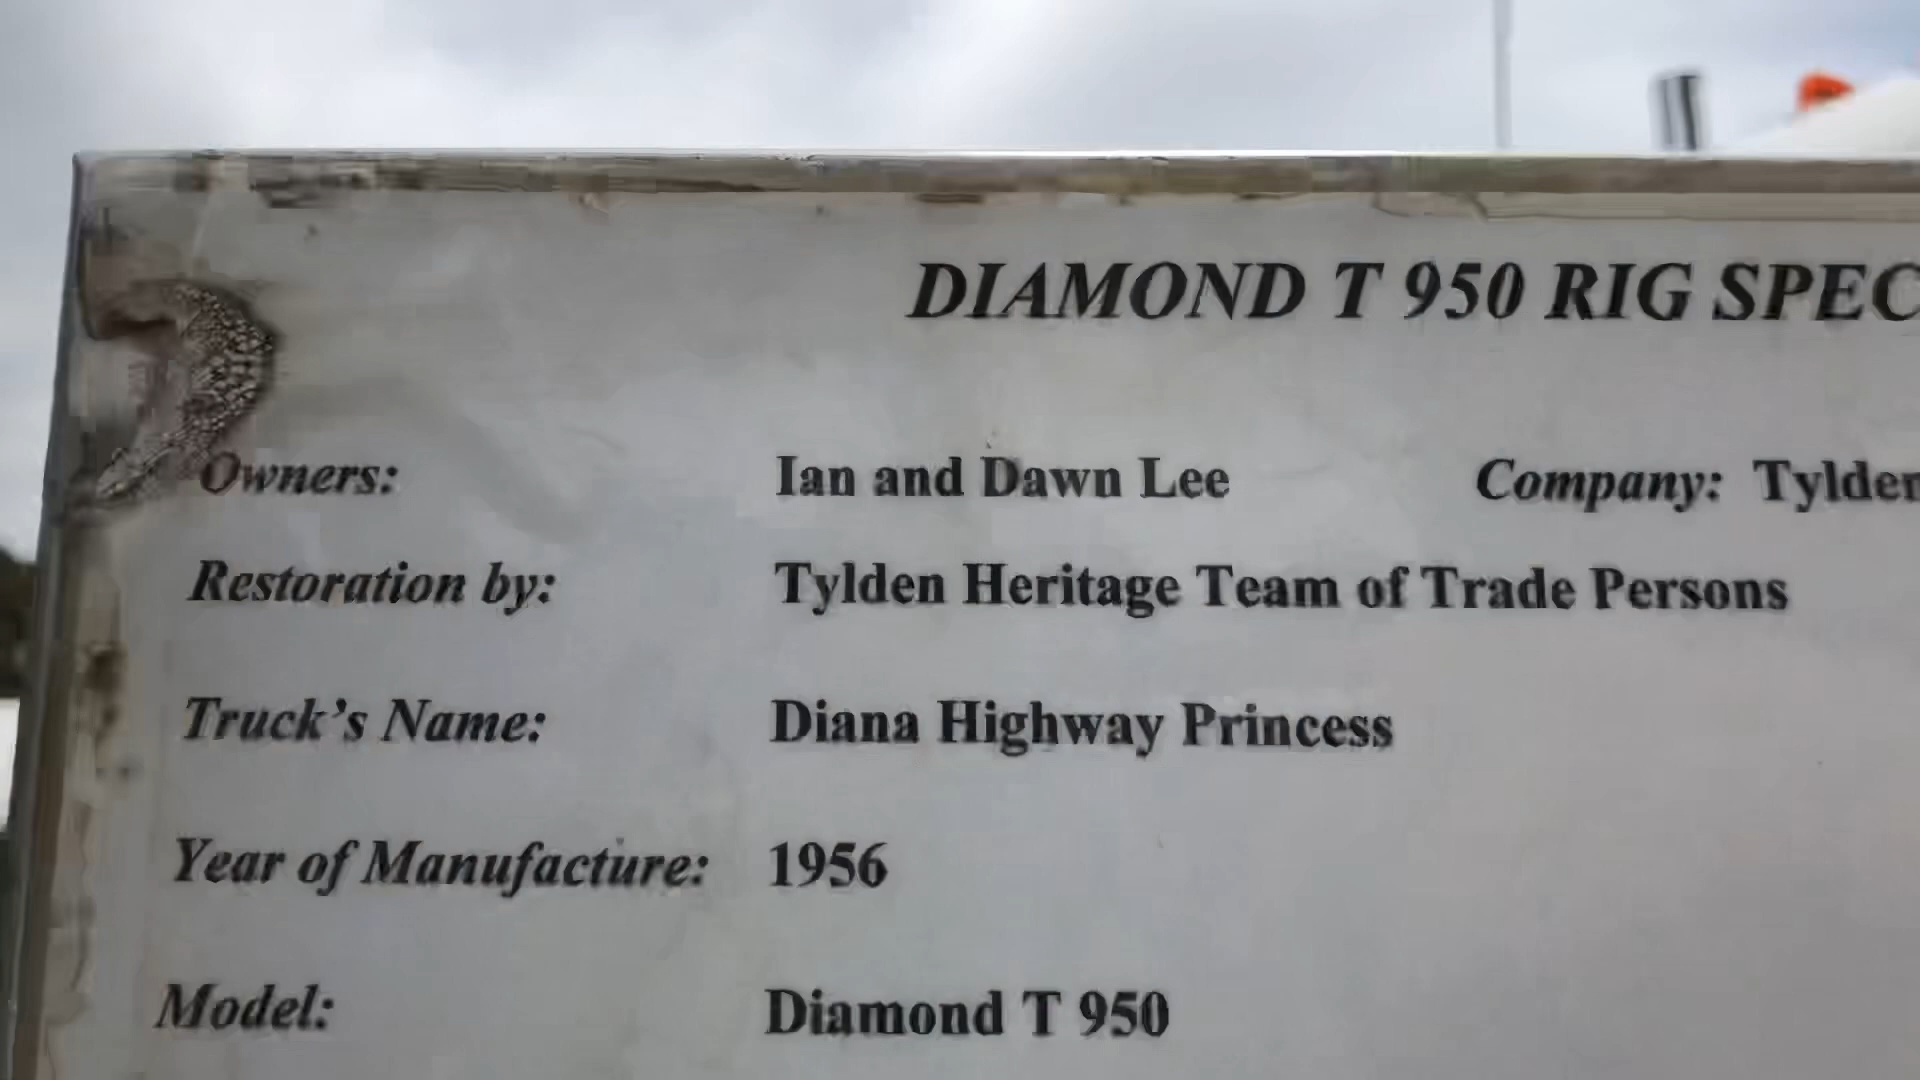 DIAMOND T 950 RIG SPEC
Owners: Ian and Dawn Lee Company: Tylden
Restoration by: Tylden Heritage Team of Trade Persons
Truck's Name: Diana Highway Princess
Year of Manufacture: 1956
Model: Diamond T 950